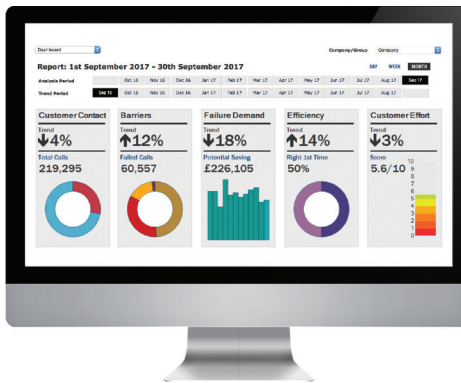 Dashboard Company/Group Company
Report: 1st September 2017 - 30th September 2017 DAY WEEK MONTH
Analysis Period Oct 16 Nov 16 Dec 16 Jan 17 Feb 17 Mar 17 Apr 17 May 17 Jun 17 Jul 17 Aug 17 Sep 17
Trend Period Sep 16 Oct 16 Nov 16 Dec 16 Jan 17 Feb 17 Mar 17 Apr 17 May 17 Jun 17 Jul 17 Aug 17
Customer Contact Barriers Failure Demand Efficiency Customer Effort
Trend Trend Trend Trend Trend
↓4% ↑12% ↓18% ↑14% ↓3%
Total Calls Failed Calls Potential Saving Right 1st Time Score
219,295 60,557 £226,105 50% 5.6/10
10
9
8
7
6
5
4
3
2
1
0